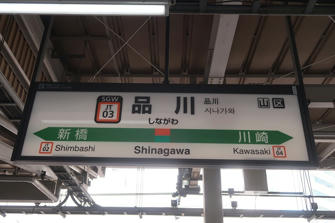 SGW
JT
03
品川
品川
시나가와
山区
しながわ
新橋
川崎
JT
02
Shimbashi
Shinagawa
Kawasaki
JT
04